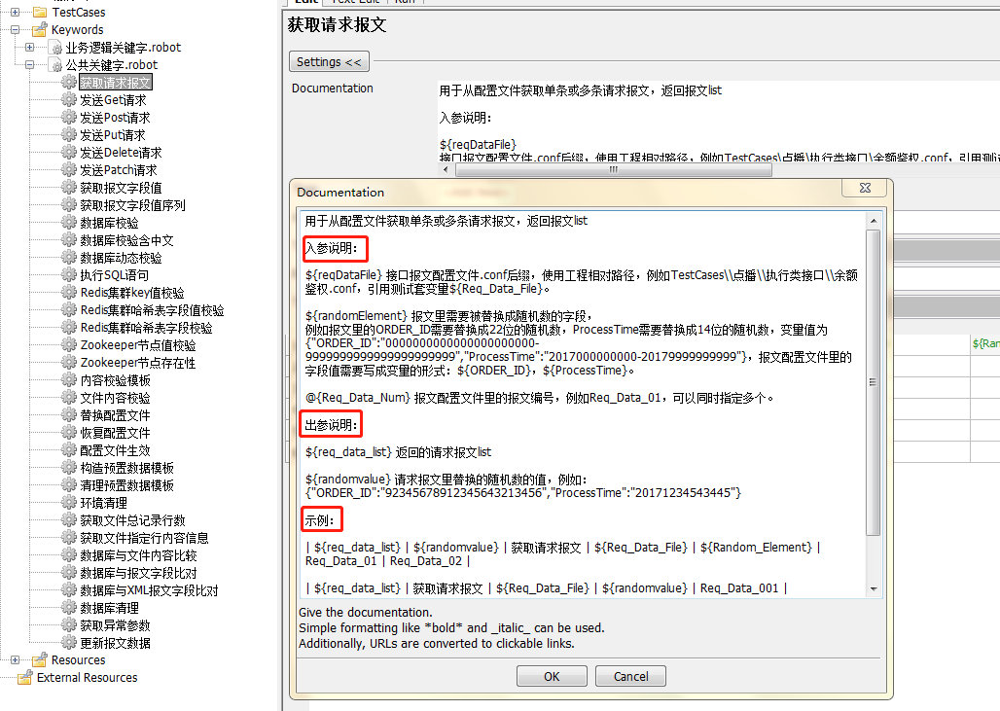 TestCases
Keywords
业务逻辑关键字.robot
公共关键字.robot
获取请求报文
发送Get请求
发送Post请求
发送Put请求
发送Delete请求
发送Patch请求
获取报文字段值
获取报文字段值序列
数据库校验
数据库校验含中文
数据库动态校验
执行SQL语句
Redis集群key值校验
Redis集群哈希表字段值校验
Redis集群哈希表字段校验
Zookeeper节点值校验
Zookeeper节点存在性
内容校验模板
文件内容校验
替换配置文件
恢复配置文件
配置文件生效
构造预置数据模板
清理预置数据模板
环境清理
获取文件总记录行数
获取文件指定行内容信息
数据库与文件内容比较
数据库与报文字段比对
数据库与XML报文字段比对
数据库清理
获取异常参数
更新报文数据
Resources
External Resources
Edit Text Edit Run
获取请求报文
Settings <<
Documentation
用于从配置文件获取单条或多条请求报文，返回报文list
入参说明：
${reqDataFile}
接口报文配置文件.conf后缀，使用工程相对路径，例如TestCases\点播\执行类接口\余额鉴权.conf，引用测试
Documentation
用于从配置文件获取单条或多条请求报文，返回报文list
入参说明：
${reqDataFile} 接口报文配置文件.conf后缀，使用工程相对路径，例如TestCases\\点播\\执行类接口\\余额
鉴权.conf，引用测试套变量${Req_Data_File}。
${randomElement} 报文里需要被替换成随机数的字段，
例如报文里的ORDER_ID需要替换成22位的随机数，ProcessTime需要替换成14位的随机数，变量值为
{"ORDER_ID":"0000000000000000000000-
9999999999999999999999","ProcessTime":"2017000000000-20179999999999"}，报文配置文件里的
字段值需要写成变量的形式：${ORDER_ID}，${ProcessTime}。
@{Req_Data_Num} 报文配置文件里的报文编号，例如Req_Data_01，可以同时指定多个。
出参说明：
${req_data_list} 返回的请求报文list
${randomvalue} 请求报文里替换的随机数的值，例如：
{"ORDER_ID":"92345678912345643213456","ProcessTime":"20171234543445"}
示例：
| ${req_data_list} | ${randomvalue} | 获取请求报文 | ${Req_Data_File} | ${Random_Element} |
Req_Data_01 | Req_Data_02 |
| ${req_data_list} | 获取请求报文 | ${Req_Data_File} | ${randomvalue} | Req_Data_001 |
Give the documentation.
Simple formatting like *bold* and _italic_ can be used.
Additionally, URLs are converted to clickable links.
OK Cancel
${Ran